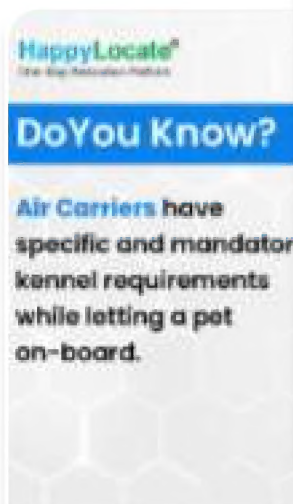 HappyLocate®
DoYou Know?
Air Carriers have
specific and mandator
kennel requirements
while letting a pet
on-board.